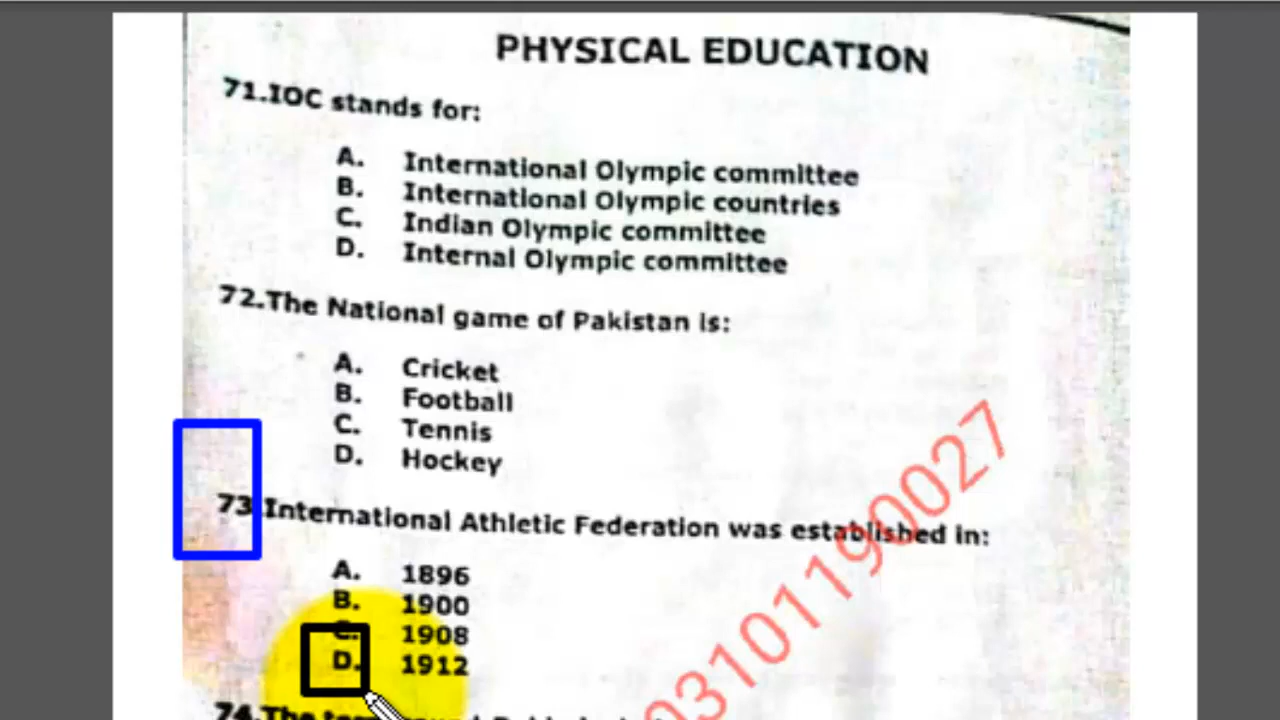 PHYSICAL EDUCATION
71.IOC stands for:
A. International Olympic committee
B. International Olympic countries
C. Indian Olympic committee
D. Internal Olympic committee
72.The National game of Pakistan is:
A. Cricket
B. Football
C. Tennis
D. Hockey
73.International Athletic Federation was established in:
A. 1896
B. 1900
C. 1908
D. 1912
74.The
03101190027